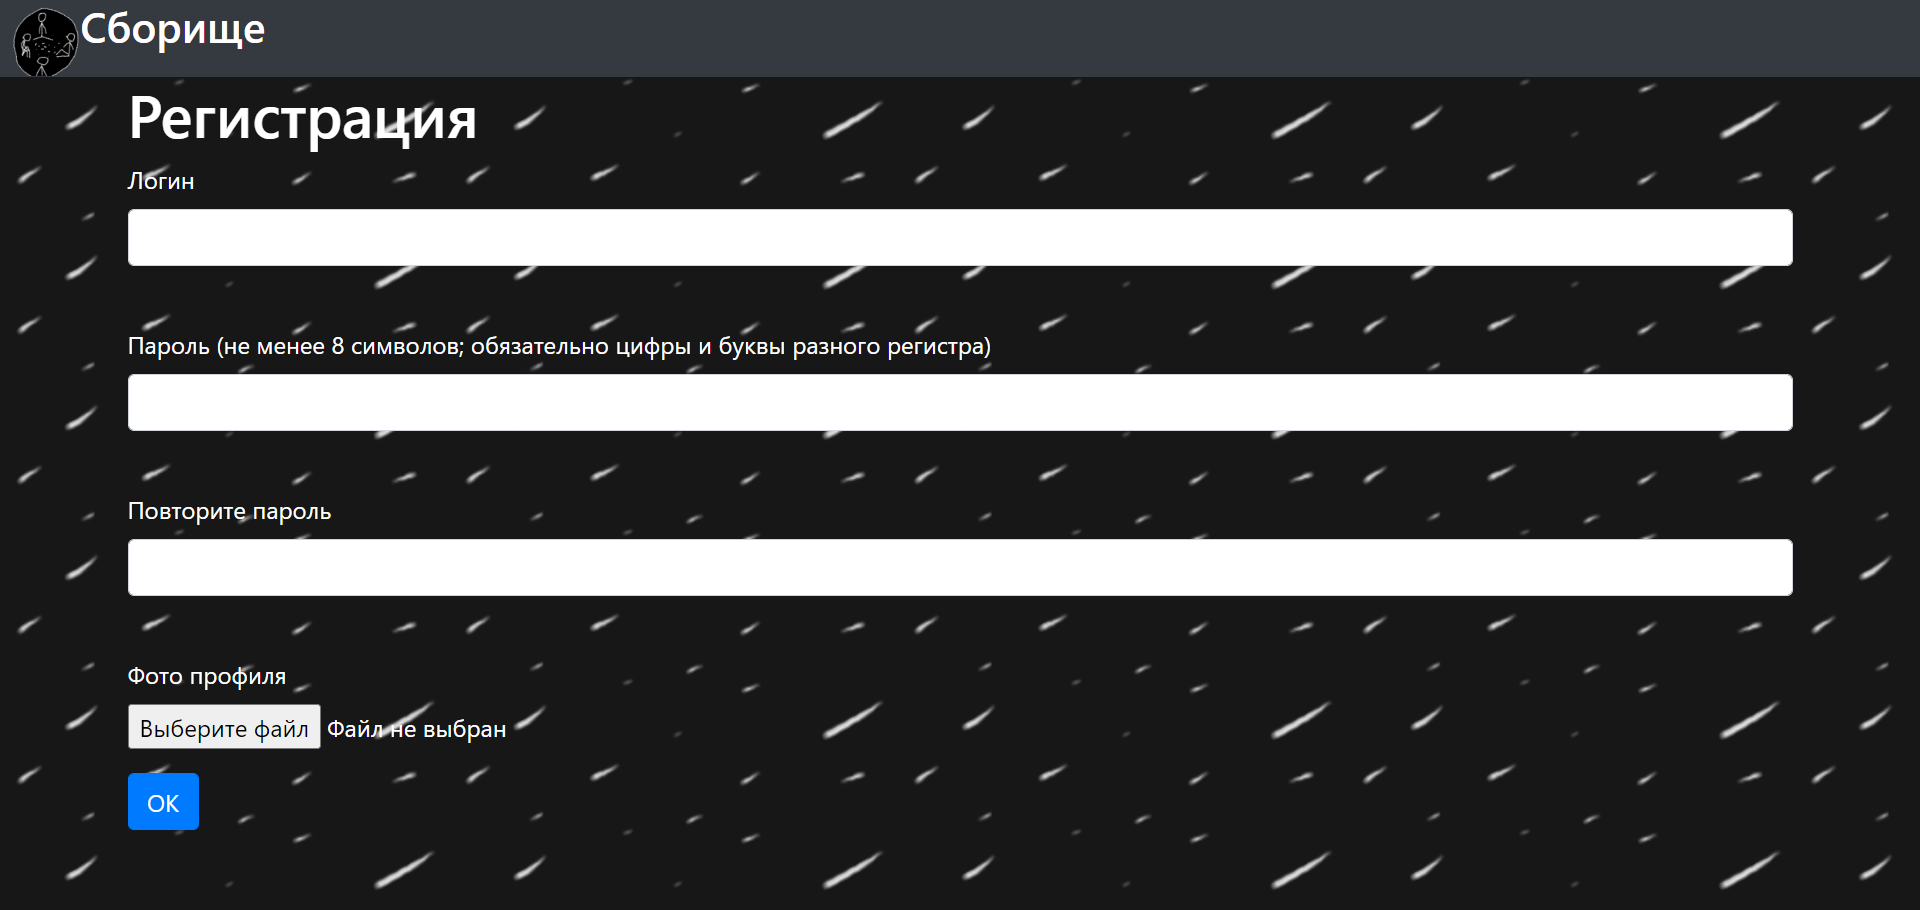 Сборище
Регистрация
Логин
Пароль (не менее 8 символов; обязательно цифры и буквы разного регистра)
Повторите пароль
Фото профиля
Выберите файл Файл не выбран
ОК